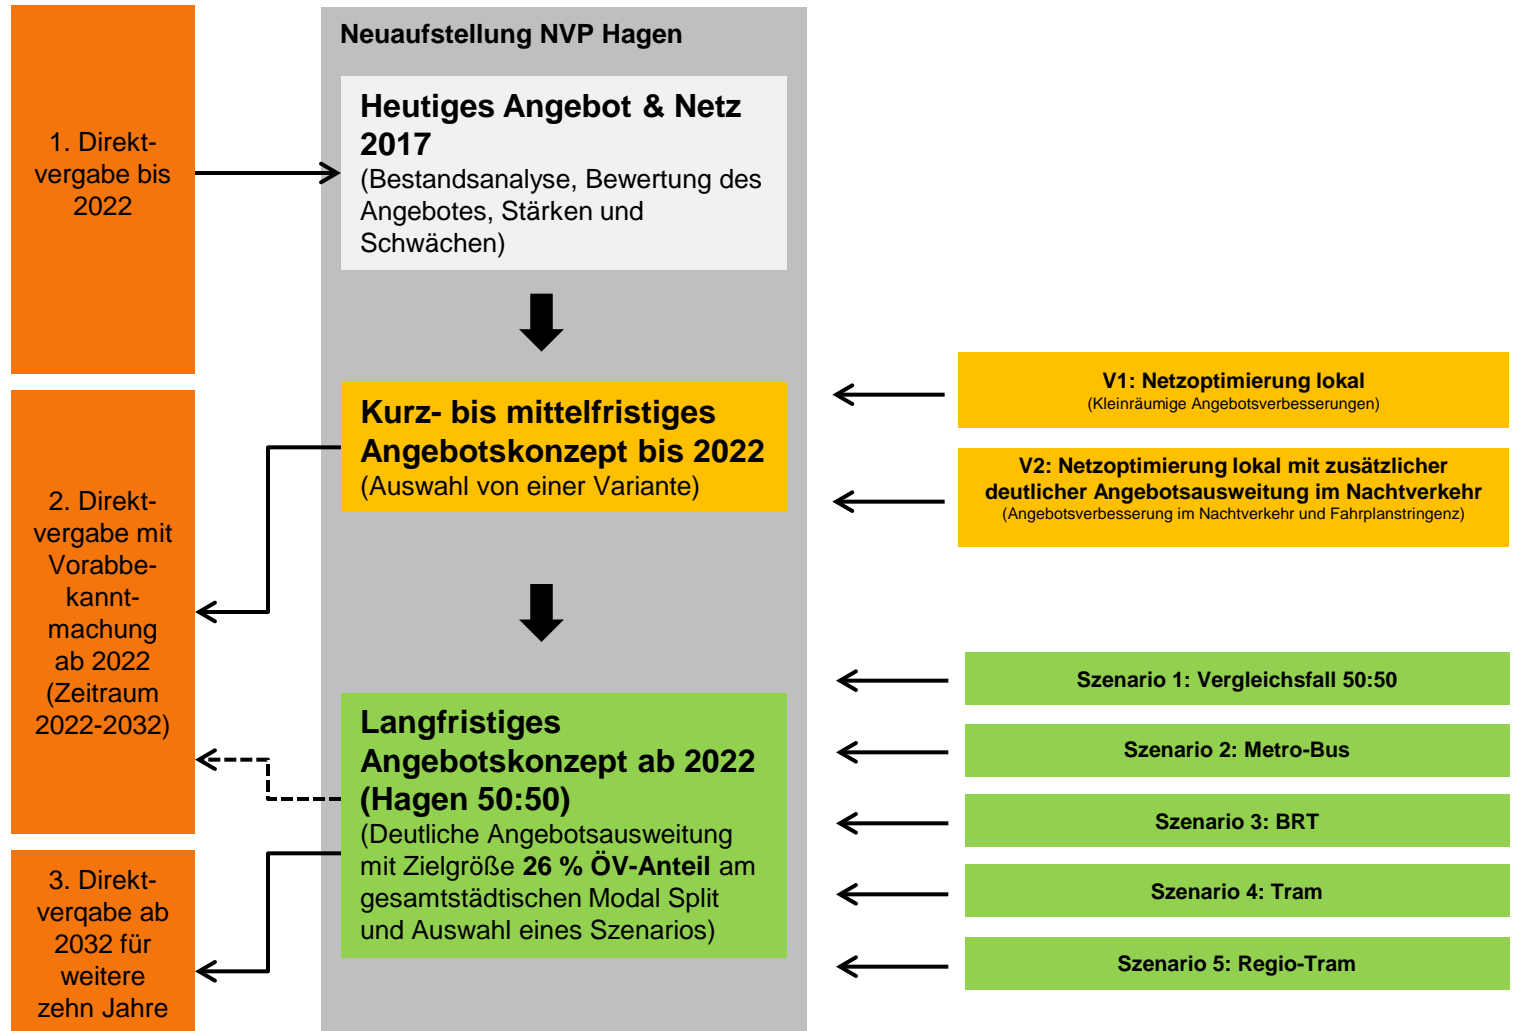 1. Direkt-
vergabe bis
2022
2. Direkt-
vergabe mit
Vorabbe-
kannt-
machung
ab 2022
(Zeitraum
2022-2032)
3. Direkt-
verqabe ab
2032 für
weitere
zehn Jahre
Neuaufstellung NVP Hagen
Heutiges Angebot & Netz
2017
(Bestandsanalyse, Bewertung des
Angebotes, Stärken und
Schwächen)
Kurz- bis mittelfristiges
Angebotskonzept bis 2022
(Auswahl von einer Variante)
Langfristiges
Angebotskonzept ab 2022
(Hagen 50:50)
(Deutliche Angebotsausweitung
mit Zielgröße 26 % ÖV-Anteil am
gesamtstädtischen Modal Split
und Auswahl eines Szenarios)
V1: Netzoptimierung lokal
(Kleinräumige Angebotsverbesserungen)
V2: Netzoptimierung lokal mit zusätzlicher
deutlicher Angebotsausweitung im Nachtverkehr
(Angebotsverbesserung im Nachtverkehr und Fahrplanstringenz)
Szenario 1: Vergleichsfall 50:50
Szenario 2: Metro-Bus
Szenario 3: BRT
Szenario 4: Tram
Szenario 5: Regio-Tram